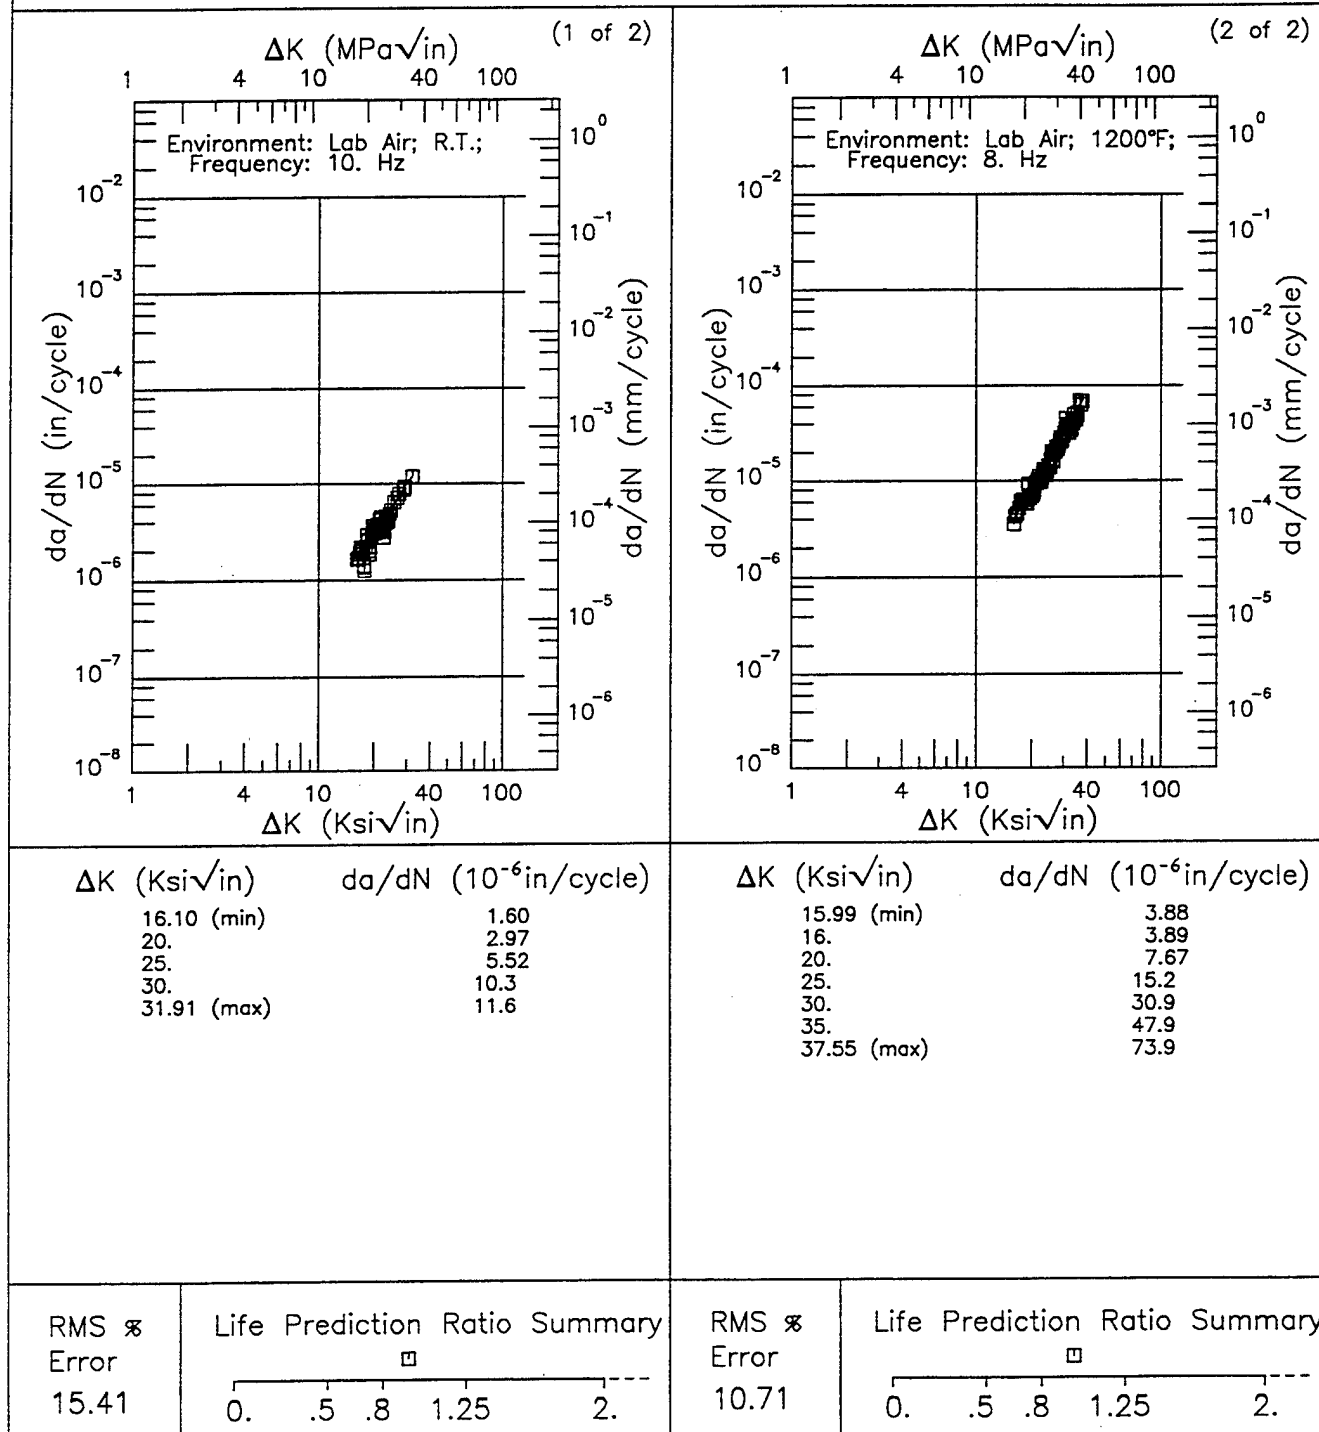 (1 of 2)
ΔK (MPa√in)
1 4 10 40 100
Environment: Lab Air; R.T.;
Frequency: 10. Hz
10⁰
10⁻¹
10⁻²
10⁻³
10⁻⁴
10⁻⁵
10⁻⁶
da/dN (mm/cycle)
10⁻²
10⁻³
10⁻⁴
10⁻⁵
10⁻⁶
10⁻⁷
10⁻⁸
da/dN (in/cycle)
1 4 10 40 100
ΔK (Ksi√in)
ΔK (Ksi√in) da/dN (10⁻⁶in/cycle)
16.10 (min) 1.60
20. 2.97
25. 5.52
30. 10.3
31.91 (max) 11.6
RMS %
Error
15.41
Life Prediction Ratio Summary
0. .5 .8 1.25 2.
(2 of 2)
ΔK (MPa√in)
1 4 10 40 100
Environment: Lab Air; 1200°F;
Frequency: 8. Hz
10⁰
10⁻¹
10⁻²
10⁻³
10⁻⁴
10⁻⁵
10⁻⁶
da/dN (mm/cycle)
10⁻²
10⁻³
10⁻⁴
10⁻⁵
10⁻⁶
10⁻⁷
10⁻⁸
da/dN (in/cycle)
1 4 10 40 100
ΔK (Ksi√in)
ΔK (Ksi√in) da/dN (10⁻⁶in/cycle)
15.99 (min) 3.88
16. 3.89
20. 7.67
25. 15.2
30. 30.9
35. 47.9
37.55 (max) 73.9
RMS %
Error
10.71
Life Prediction Ratio Summary
0. .5 .8 1.25 2.